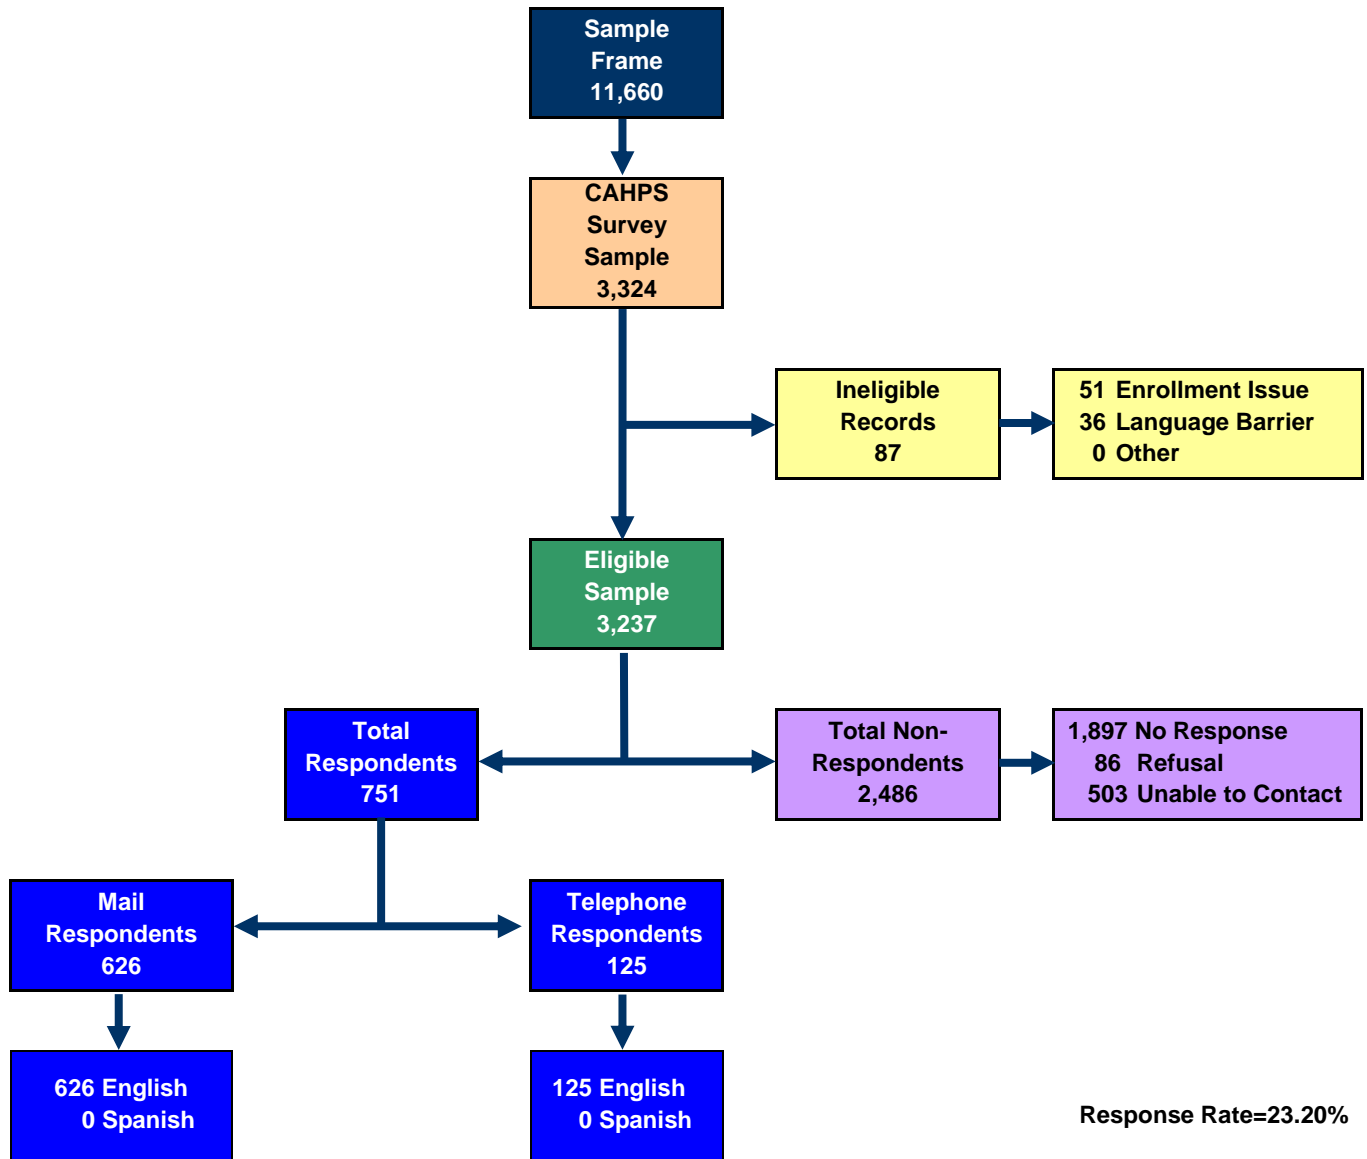 Sample
Frame
11,660
CAHPS
Survey
Sample
3,324
Ineligible
Records
87
51 Enrollment Issue
36 Language Barrier
0 Other
Eligible
Sample
3,237
Total
Respondents
751
Total Non-
Respondents
2,486
1,897 No Response
86 Refusal
503 Unable to Contact
Mail
Respondents
626
Telephone
Respondents
125
626 English
0 Spanish
125 English
0 Spanish
Response Rate=23.20%